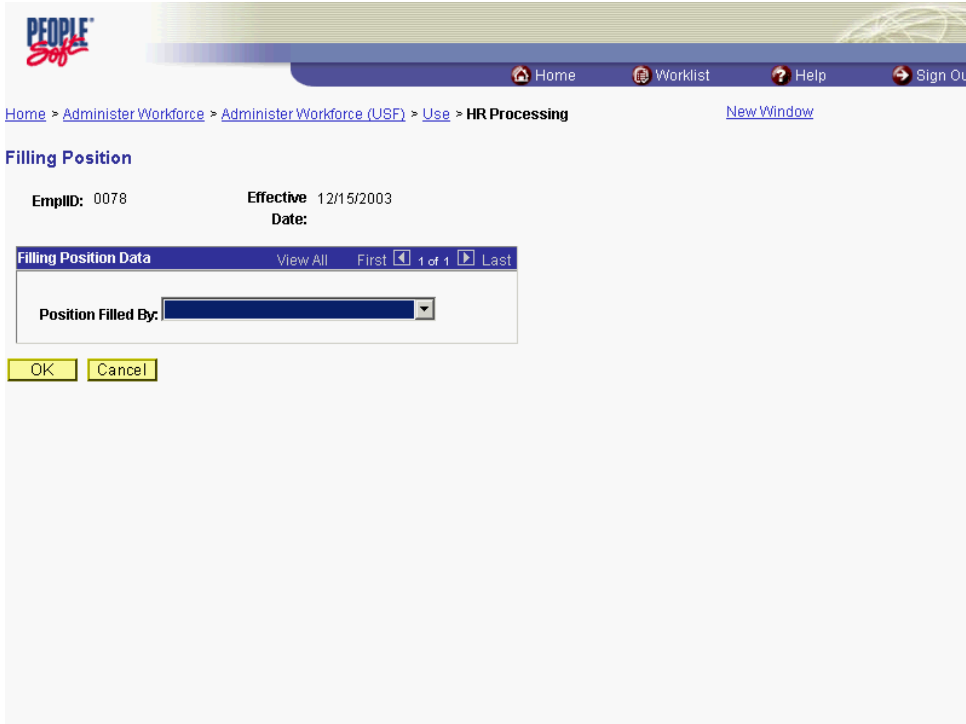 PEOPLE
Soft
Home Worklist Help Sign Ou
Home > Administer Workforce > Administer Workforce (USF) > Use > HR Processing New Window
Filling Position
EmplID: 0078 Effective Date: 12/15/2003
Filling Position Data View All First 1 of 1 Last
Position Filled By:
OK Cancel